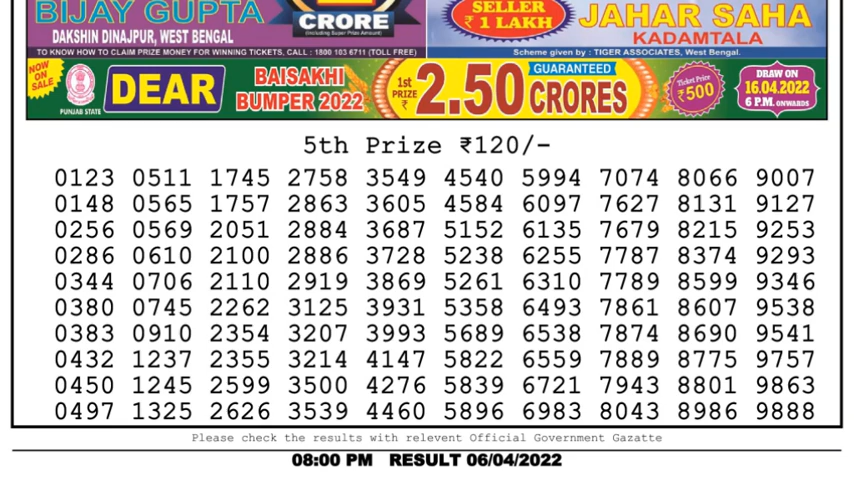 BIJAY GUPTA
DAKSHIN DINAJPUR, WEST BENGAL
CRORE
(Including Super Prize Amount)
TO KNOW HOW TO CLAIM PRIZE MONEY FOR WINNING TICKETS, CALL : 1800 103 6711 (TOLL FREE)
SELLER
₹ 1 LAKH
JAHAR SAHA
KADAMTALA
Scheme given by : TIGER ASSOCIATES, West Bengal.
NOW ON SALE
PUNJAB STATE
DEAR
BAISAKHI
BUMPER 2022
1st PRIZE ₹
2.50
GUARANTEED
CRORES
Ticket Price
₹500
DRAW ON
16.04.2022
6 P.M. ONWARDS
5th Prize ₹120/-
0123 0511 1745 2758 3549 4540 5994 7074 8066 9007
0148 0565 1757 2863 3605 4584 6097 7627 8131 9127
0256 0569 2051 2884 3687 5152 6135 7679 8215 9253
0286 0610 2100 2886 3728 5238 6255 7787 8374 9293
0344 0706 2110 2919 3869 5261 6310 7789 8599 9346
0380 0745 2262 3125 3931 5358 6493 7861 8607 9538
0383 0910 2354 3207 3993 5689 6538 7874 8690 9541
0432 1237 2355 3214 4147 5822 6559 7889 8775 9757
0450 1245 2599 3500 4276 5839 6721 7943 8801 9863
0497 1325 2626 3539 4460 5896 6983 8043 8986 9888
Please check the results with relevent Official Government Gazatte
08:00 PM RESULT 06/04/2022